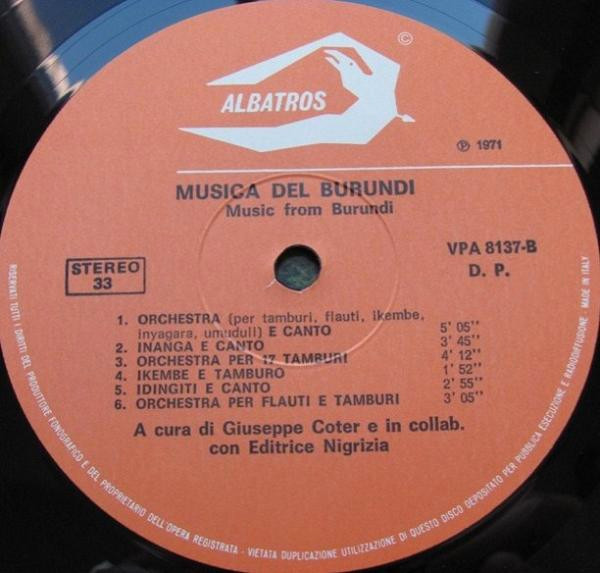 ©
ALBATROS
℗ 1971
MUSICA DEL BURUNDI
Music from Burundi
VPA 8137-B
D. P.
STEREO
33
1. ORCHESTRA (per tamburi, flauti, ikembe,
inyagara, umuduli) E CANTO 5' 05''
2. INANGA E CANTO 3' 45''
3. ORCHESTRA PER 17 TAMBURI 4' 12''
4. IKEMBE E TAMBURO 1' 52''
5. IDINGITI E CANTO 2' 55''
6. ORCHESTRA PER FLAUTI E TAMBURI 3' 05''
A cura di Giuseppe Coter e in collab.
con Editrice Nigrizia
RISERVATI TUTTI I DIRITTI DEL PRODUTTORE FONOGRAFICO E DEL PROPRIETARIO DELL'OPERA REGISTRATA - VIETATA DUPLICAZIONE UTILIZZAZIONE DI QUESTO DISCO DEPOSITATO PER PUBBLICA ESECUZIONE E RADIODIFFUSIONE MADE IN ITALY